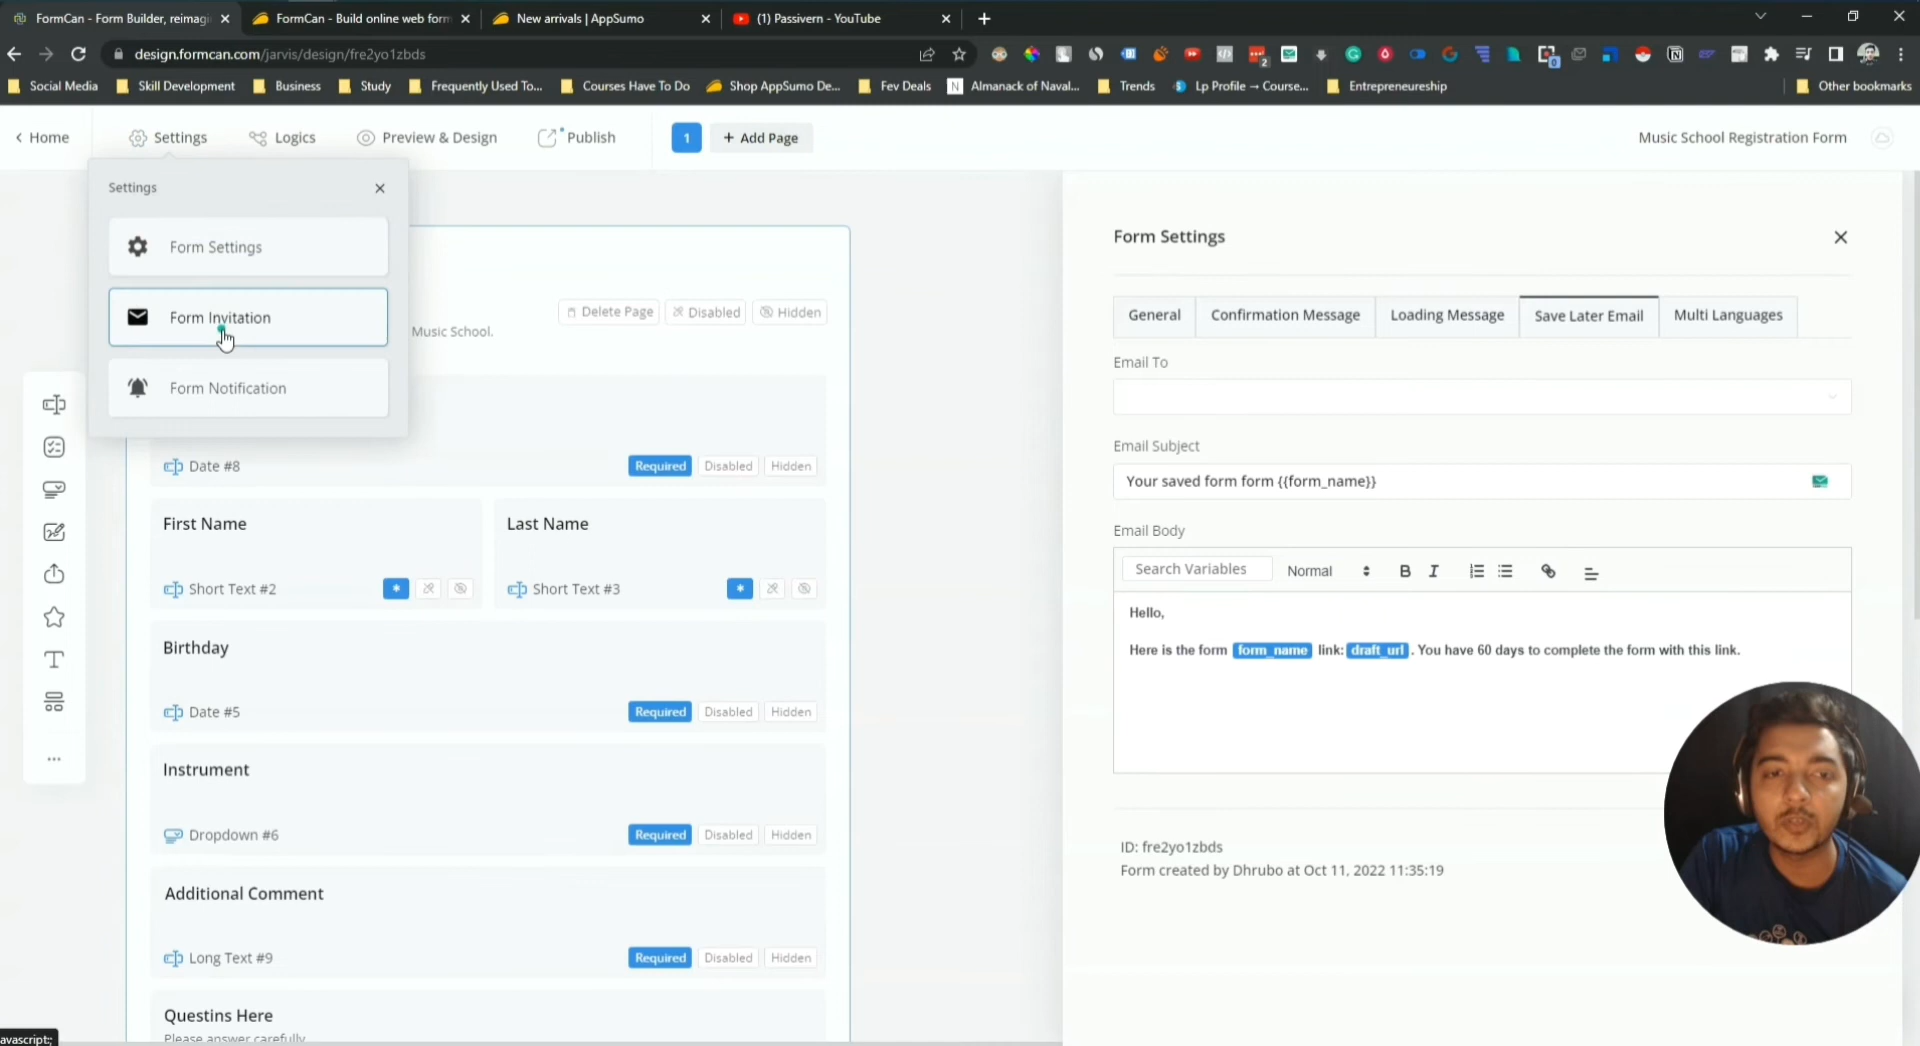 FormCan - Form Builder, reimagi
FormCan - Build online web form
New arrivals | AppSumo
(1) Passivern - YouTube
design.formcan.com/jarvis/design/fre2yo1zbds
Social Media
Skill Development
Business
Study
Frequently Used To...
Courses Have To Do
Shop AppSumo De...
Fev Deals
Almanack of Naval...
Trends
Lp Profile → Course...
Entrepreneureship
Other bookmarks
Home
Settings
Logics
Preview & Design
Publish
1
+ Add Page
Music School Registration Form
Settings
Form Settings
Form Invitation
Form Notification
Delete Page
Disabled
Hidden
Music School.
Date #8
Required
Disabled
Hidden
First Name
Last Name
Short Text #2
Short Text #3
Birthday
Date #5
Required
Disabled
Hidden
Instrument
Dropdown #6
Required
Disabled
Hidden
Additional Comment
Long Text #9
Required
Disabled
Hidden
Questins Here
Please answer carefully
Form Settings
General
Confirmation Message
Loading Message
Save Later Email
Multi Languages
Email To
Email Subject
Your saved form form {{form_name}}
Email Body
Search Variables
Normal
B
I
Hello,
Here is the form form_name link: draft_url . You have 60 days to complete the form with this link.
ID: fre2yo1zbds
Form created by Dhrubo at Oct 11, 2022 11:35:19
avascript:;